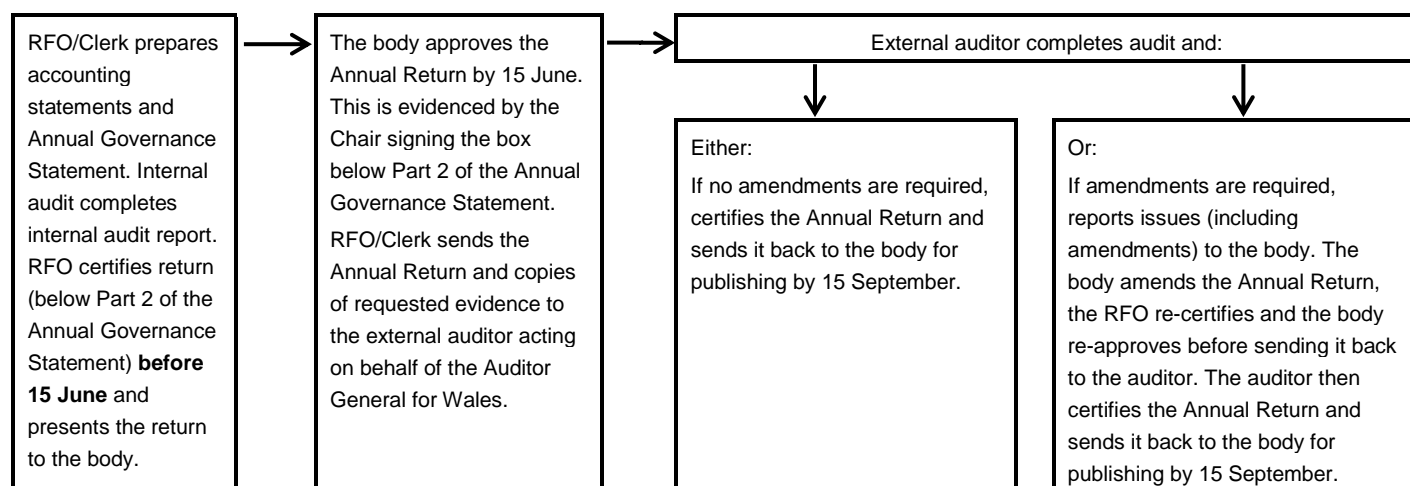 RFO/Clerk prepares
accounting
statements and
Annual Governance
Statement. Internal
audit completes
internal audit report.
RFO certifies return
(below Part 2 of the
Annual Governance
Statement) before
15 June and
presents the return
to the body.
The body approves the
Annual Return by 15 June.
This is evidenced by the
Chair signing the box
below Part 2 of the Annual
Governance Statement.
RFO/Clerk sends the
Annual Return and copies
of requested evidence to
the external auditor acting
on behalf of the Auditor
General for Wales.
External auditor completes audit and:
Either:
If no amendments are required,
certifies the Annual Return and
sends it back to the body for
publishing by 15 September.
Or:
If amendments are required,
reports issues (including
amendments) to the body. The
body amends the Annual Return,
the RFO re-certifies and the body
re-approves before sending it back
to the auditor. The auditor then
certifies the Annual Return and
sends it back to the body for
publishing by 15 September.